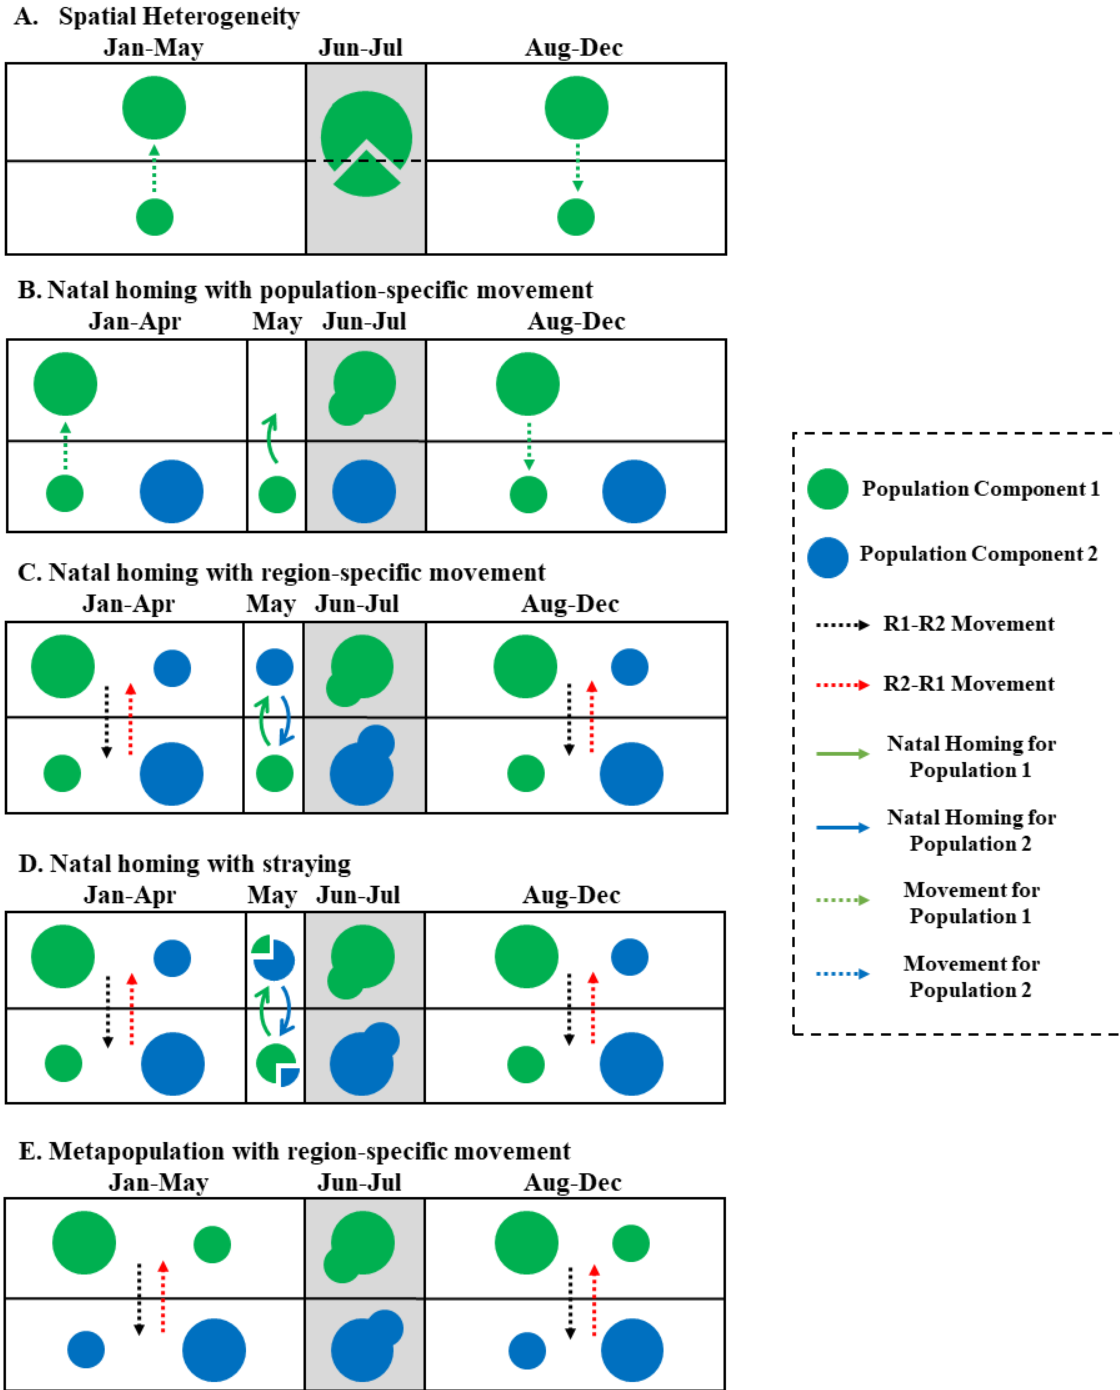 A. Spatial Heterogeneity
Jan-May Jun-Jul Aug-Dec
B. Natal homing with population-specific movement
Jan-Apr May Jun-Jul Aug-Dec
C. Natal homing with region-specific movement
Jan-Apr May Jun-Jul Aug-Dec
D. Natal homing with straying
Jan-Apr May Jun-Jul Aug-Dec
E. Metapopulation with region-specific movement
Jan-May Jun-Jul Aug-Dec
Population Component 1
Population Component 2
R1-R2 Movement
R2-R1 Movement
Natal Homing for
Population 1
Natal Homing for
Population 2
Movement for
Population 1
Movement for
Population 2